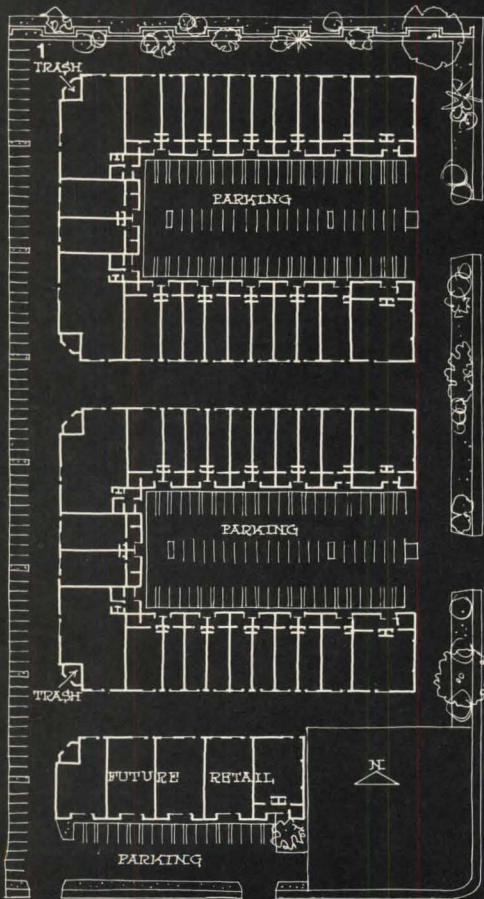 1
TRASH
PARKING
PARKING
TRASH
N
FUTURE RETAIL
PARKING